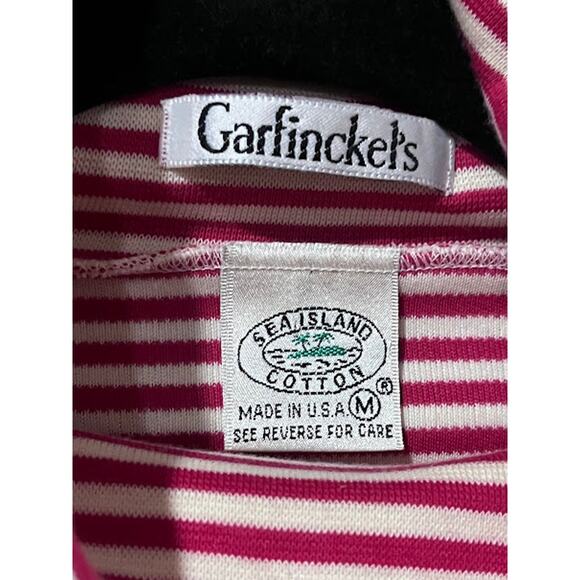 Garfinckel's
SEA ISLAND
COTTON®
MADE IN U.S.A. M
SEE REVERSE FOR CARE